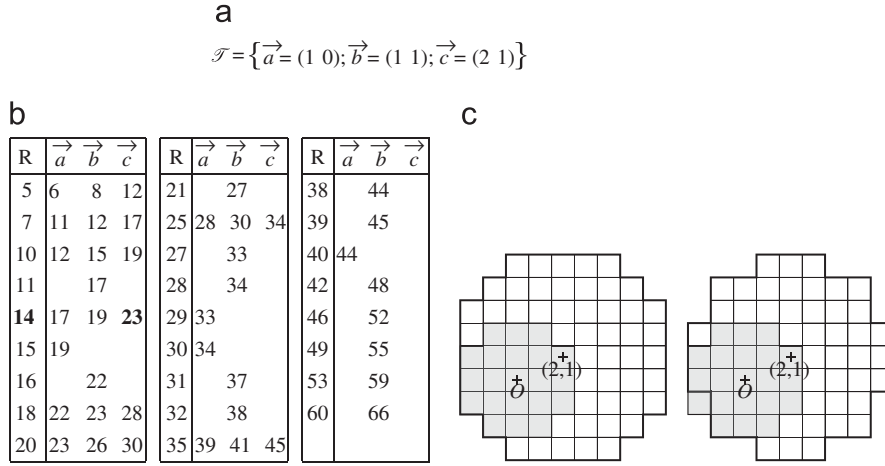 a
𝒯 = {a⃗ = (1 0); b⃗ = (1 1); c⃗ = (2 1)}
b
R a⃗ b⃗ c⃗
5 6 8 12
7 11 12 17
10 12 15 19
11 17
14 17 19 23
15 19
16 22
18 22 23 28
20 23 26 30
R a⃗ b⃗ c⃗
21 27
25 28 30 34
27 33
28 34
29 33
30 34
31 37
32 38
35 39 41 45
R a⃗ b⃗ c⃗
38 44
39 45
40 44
42 48
46 52
49 55
53 59
60 66
c
(2,1)
O
(2,1)
O